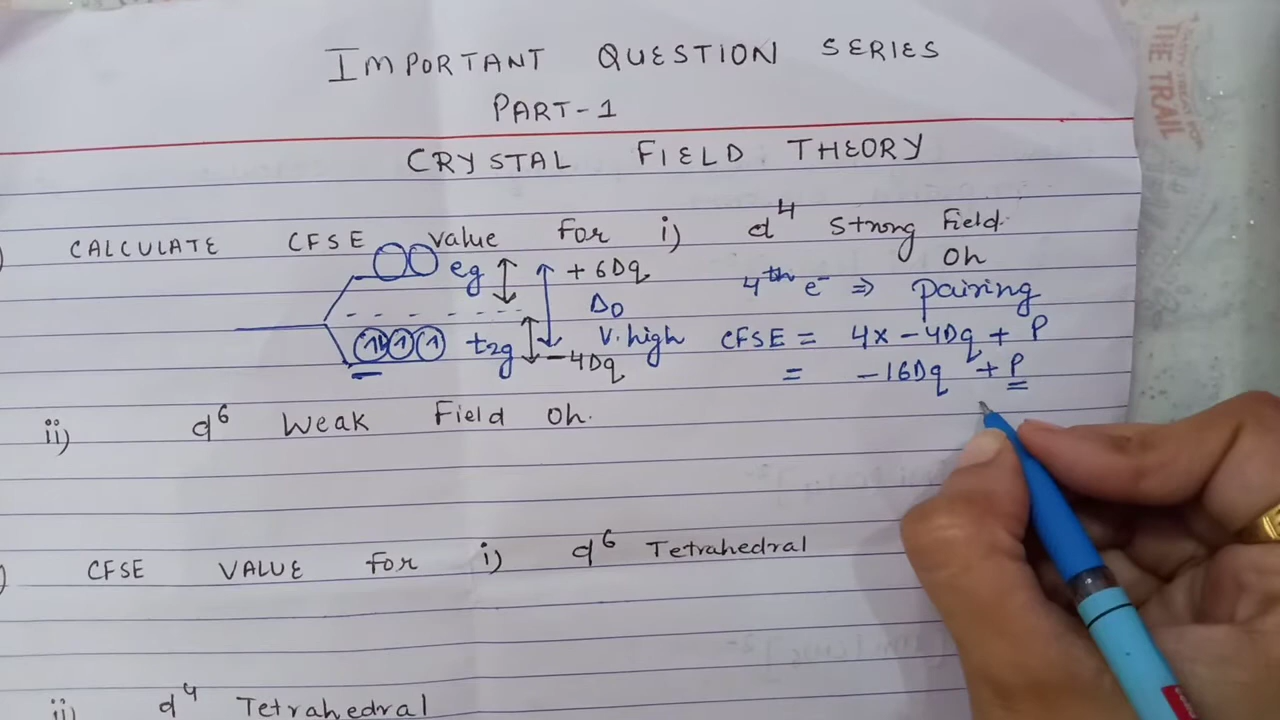 IMPORTANT QUESTION SERIES
PART-1
CRYSTAL FIELD THEORY
) CALCULATE CFSE value for i) d⁴ Strong Field
Oh
eg + 6Dq 4th e⁻ ⇒ pairing
Δo
t2g V. high CFSE = 4x -4Dq + P
-4Dq = -16Dq + P
ii) d⁶ Weak Field Oh.
) CFSE VALUE for i) d⁶ Tetrahedral
ii) d⁴ Tetrahedral
THE TRAIL